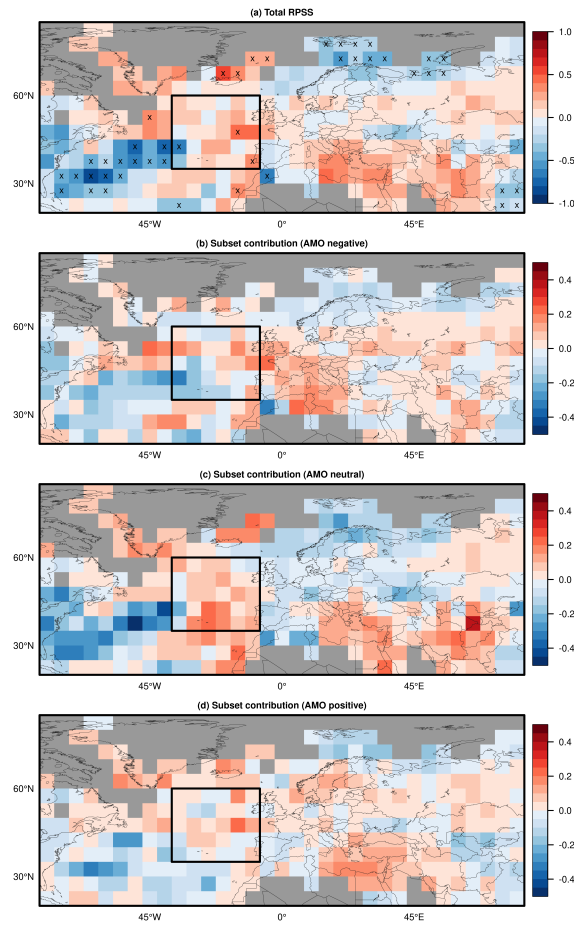 (a) Total RPSS
60°N
30°N
45°W 0° 45°E
1.0
0.5
0.0
-0.5
-1.0
(b) Subset contribution (AMO negative)
60°N
30°N
45°W 0° 45°E
0.4
0.2
0.0
-0.2
-0.4
(c) Subset contribution (AMO neutral)
60°N
30°N
45°W 0° 45°E
0.4
0.2
0.0
-0.2
-0.4
(d) Subset contribution (AMO positive)
60°N
30°N
45°W 0° 45°E
0.4
0.2
0.0
-0.2
-0.4